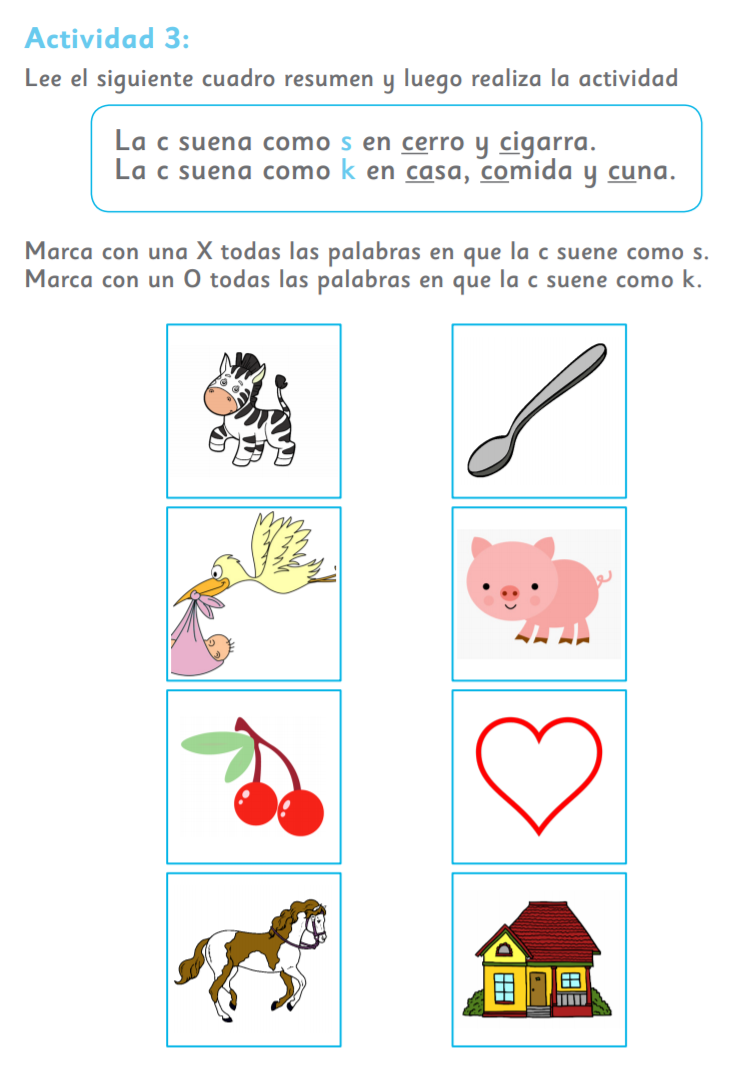 Actividad 3:
Lee el siguiente cuadro resumen y luego realiza la actividad
La c suena como s en cerro y cigarra.
La c suena como k en casa, comida y cuna.
Marca con una X todas las palabras en que la c suene como s.
Marca con un O todas las palabras en que la c suene como k.